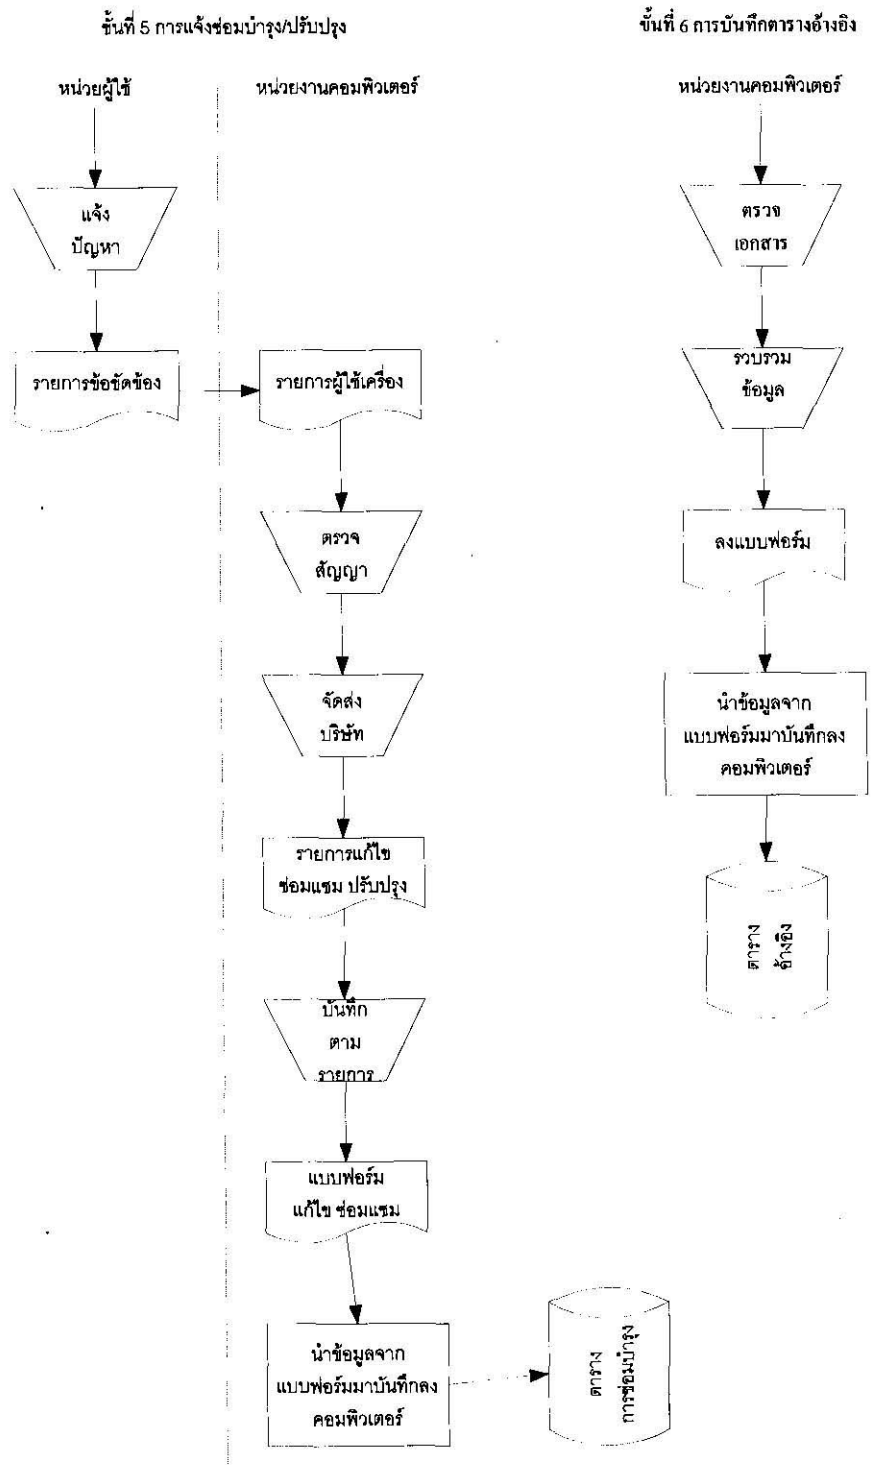 ขั้นที่ 5 การแจ้งซ่อมบำรุง/ปรับปรุง
หน่วยผู้ใช้
หน่วยงานคอมพิวเตอร์
แจ้ง
ปัญหา
รายการข้อขัดข้อง
รายการผู้ใช้เครื่อง
ตรวจ
สัญญา
จัดส่ง
บริษัท
รายการแก้ไข
ซ่อมแซม ปรับปรุง
บันทึก
ตาม
รายการ
แบบฟอร์ม
แก้ไข ซ่อมแซม
นำข้อมูลจาก
แบบฟอร์มมาบันทึกลง
คอมพิวเตอร์
ตาราง
การซ่อมบำรุง
ขั้นที่ 6 การบันทึกตารางอ้างอิง
หน่วยงานคอมพิวเตอร์
ตรวจ
เอกสาร
รวบรวม
ข้อมูล
ลงแบบฟอร์ม
นำข้อมูลจาก
แบบฟอร์มมาบันทึกลง
คอมพิวเตอร์
ตาราง
อ้างอิง